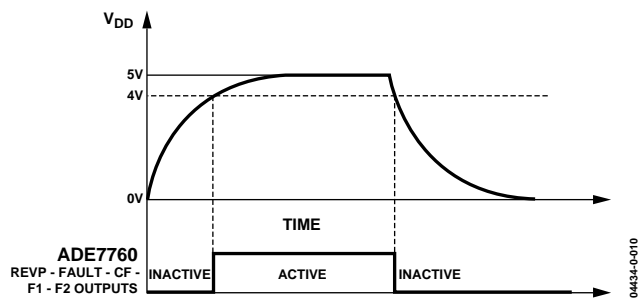 VDD
5V
4V
0V
TIME
ADE7760
REVP - FAULT - CF -
F1 - F2 OUTPUTS
INACTIVE
ACTIVE
INACTIVE
04434-0-010